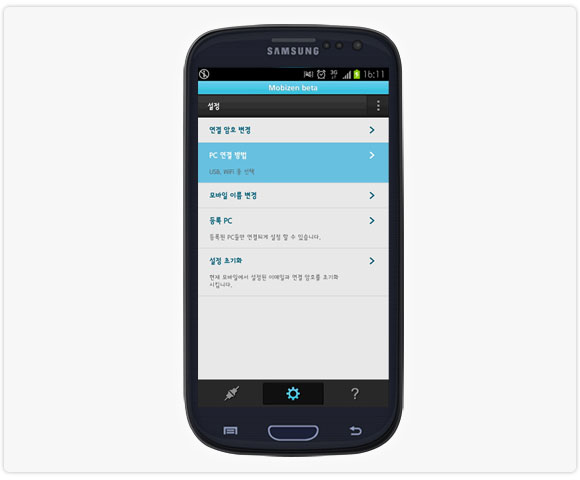 SAMSUNG
3G 16:11
Mobizen beta
설정
연결 암호 변경
PC 연결 방법
USB, WIFI 중 선택
모바일 이름 변경
등록 PC
등록된 PC들만 연결되게 설정 할 수 있습니다.
설정 초기화
현재 모바일에서 설정된 이메일과 연결 암호를 초기화
시킵니다.
?